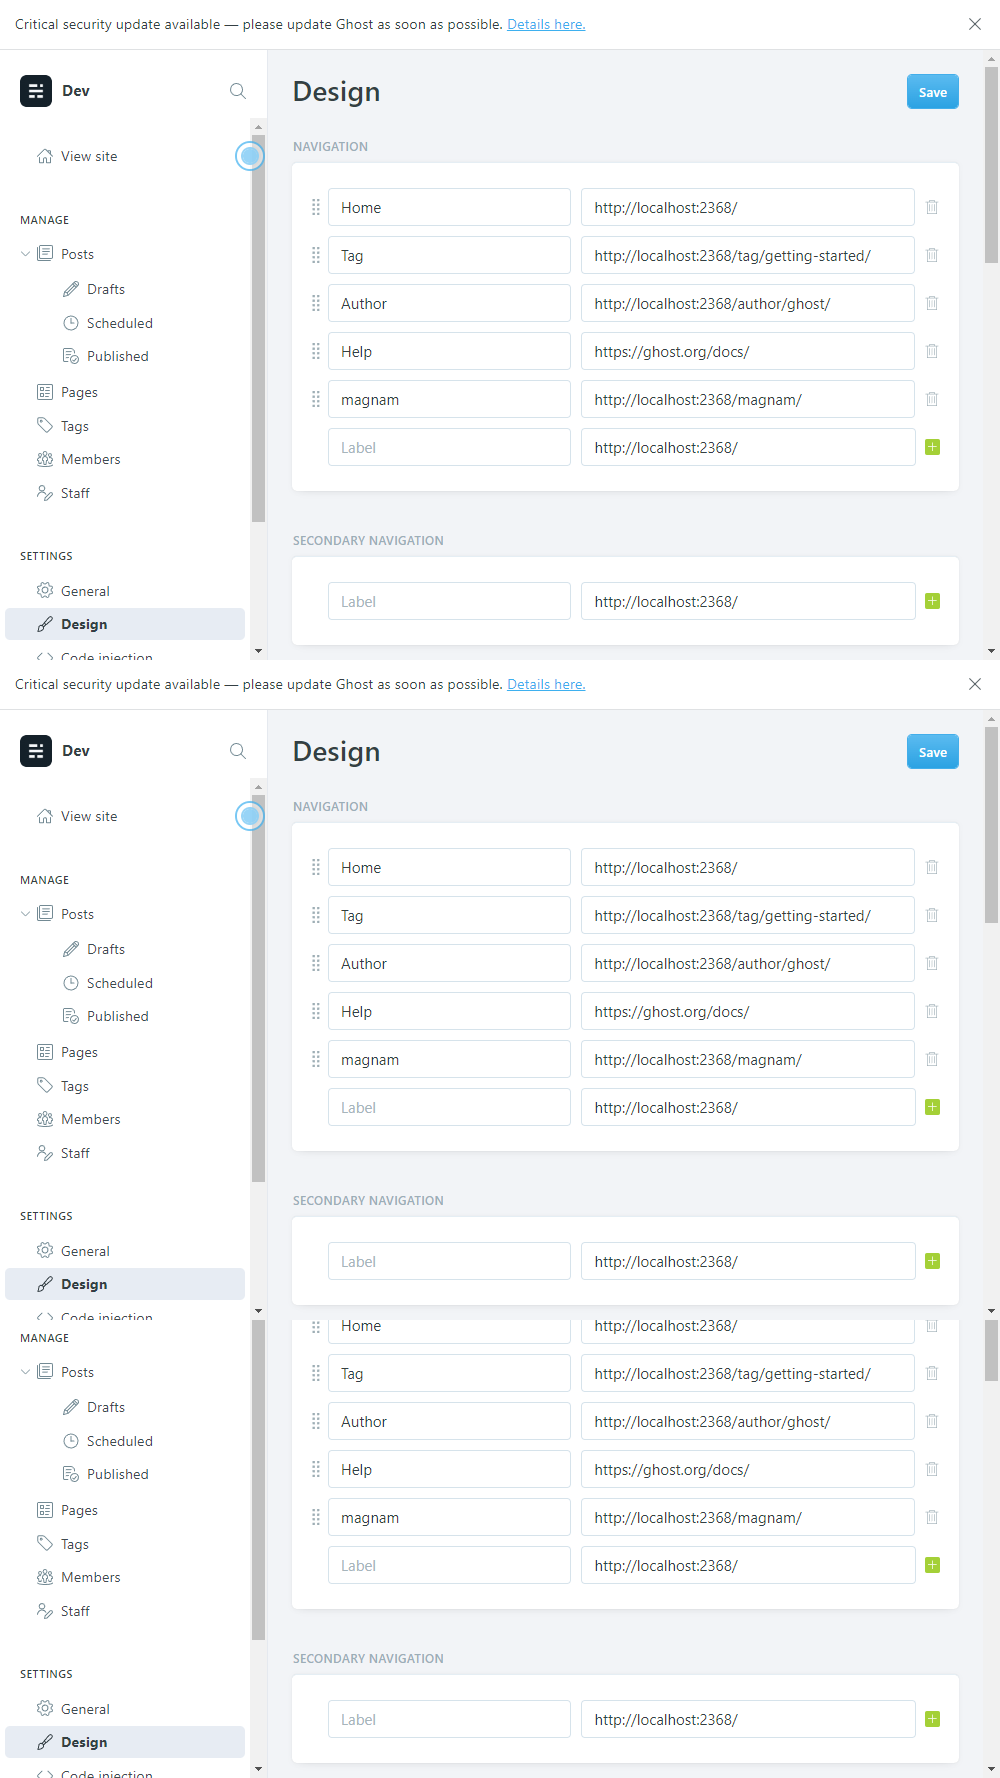 Critical security update available — please update Ghost as soon as possible. Details here.
Dev
Design
Save
View site
NAVIGATION
Home http://localhost:2368/
MANAGE
Posts
Tag http://localhost:2368/tag/getting-started/
Drafts
Author http://localhost:2368/author/ghost/
Scheduled
Published
Help https://ghost.org/docs/
Pages
magnam http://localhost:2368/magnam/
Tags
Label http://localhost:2368/
Members
Staff
SECONDARY NAVIGATION
SETTINGS
General
Label http://localhost:2368/
Design
Code injection
Critical security update available — please update Ghost as soon as possible. Details here.
Dev
Design
Save
View site
NAVIGATION
Home http://localhost:2368/
MANAGE
Posts
Tag http://localhost:2368/tag/getting-started/
Drafts
Author http://localhost:2368/author/ghost/
Scheduled
Published
Help https://ghost.org/docs/
Pages
magnam http://localhost:2368/magnam/
Tags
Label http://localhost:2368/
Members
Staff
SECONDARY NAVIGATION
SETTINGS
General
Label http://localhost:2368/
Design
Code injection
Home http://localhost:2368/
MANAGE
Posts
Tag http://localhost:2368/tag/getting-started/
Drafts
Author http://localhost:2368/author/ghost/
Scheduled
Published
Help https://ghost.org/docs/
Pages
magnam http://localhost:2368/magnam/
Tags
Label http://localhost:2368/
Members
Staff
SECONDARY NAVIGATION
SETTINGS
General
Label http://localhost:2368/
Design
Code injection